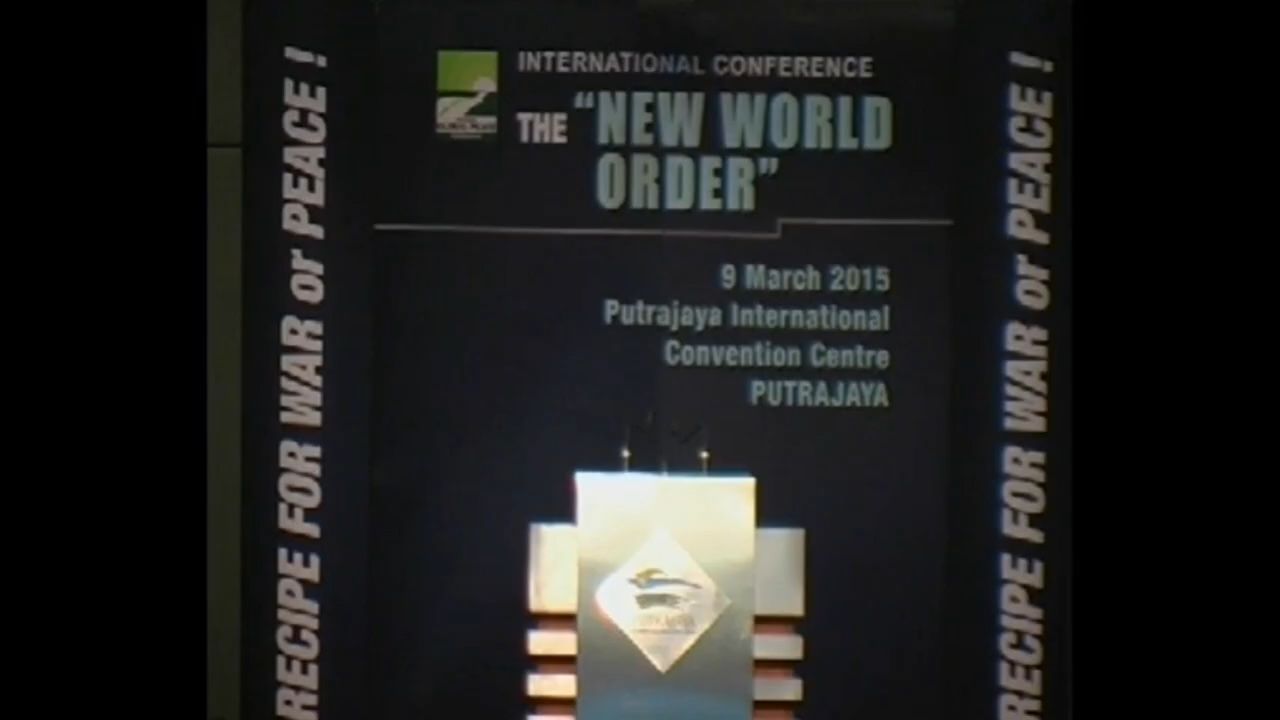 RECIPE FOR WAR or PEACE !
INTERNATIONAL CONFERENCE
THE "NEW WORLD
ORDER"
9 March 2015
Putrajaya International
Convention Centre
PUTRAJAYA
RECIPE FOR WAR or PEACE !